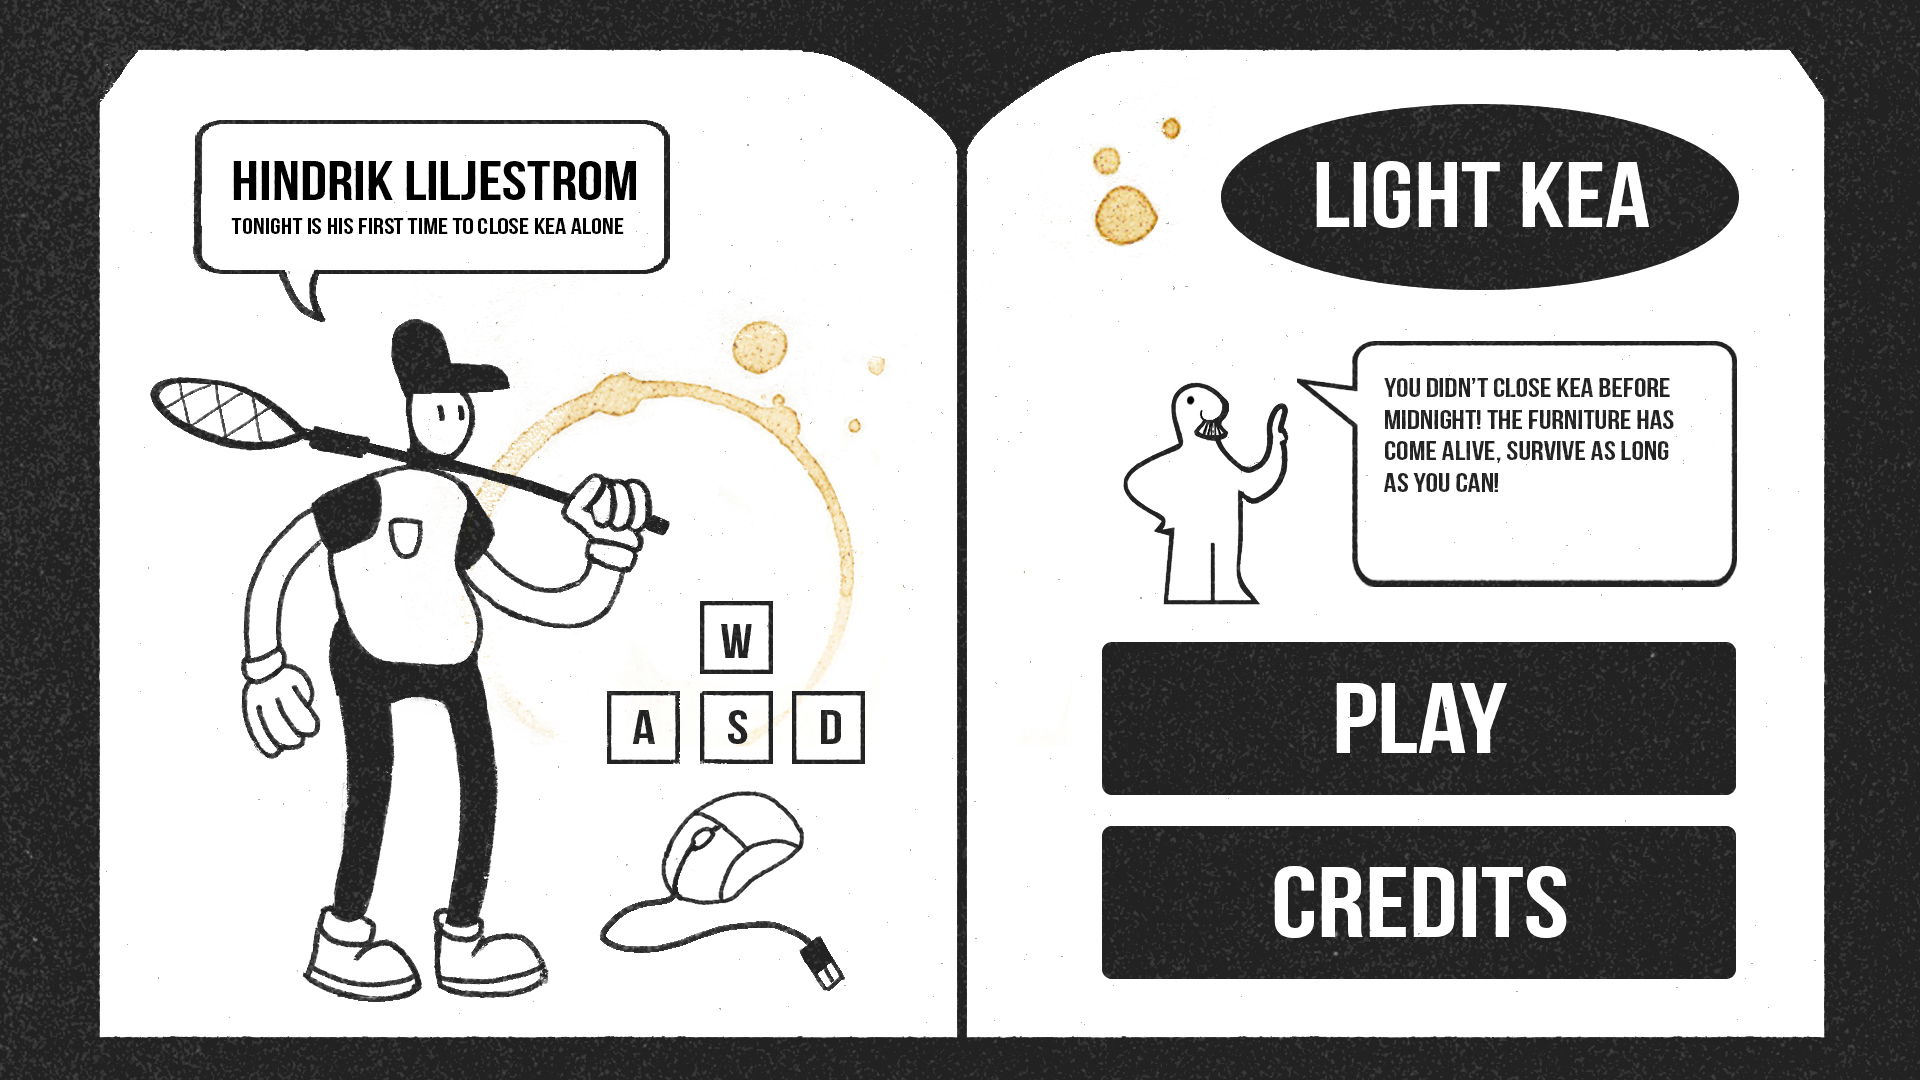 HINDRIK LILJESTROM
TONIGHT IS HIS FIRST TIME TO CLOSE KEA ALONE
W
A S D
LIGHT KEA
YOU DIDN'T CLOSE KEA BEFORE
MIDNIGHT! THE FURNITURE HAS
COME ALIVE, SURVIVE AS LONG
AS YOU CAN!
PLAY
CREDITS